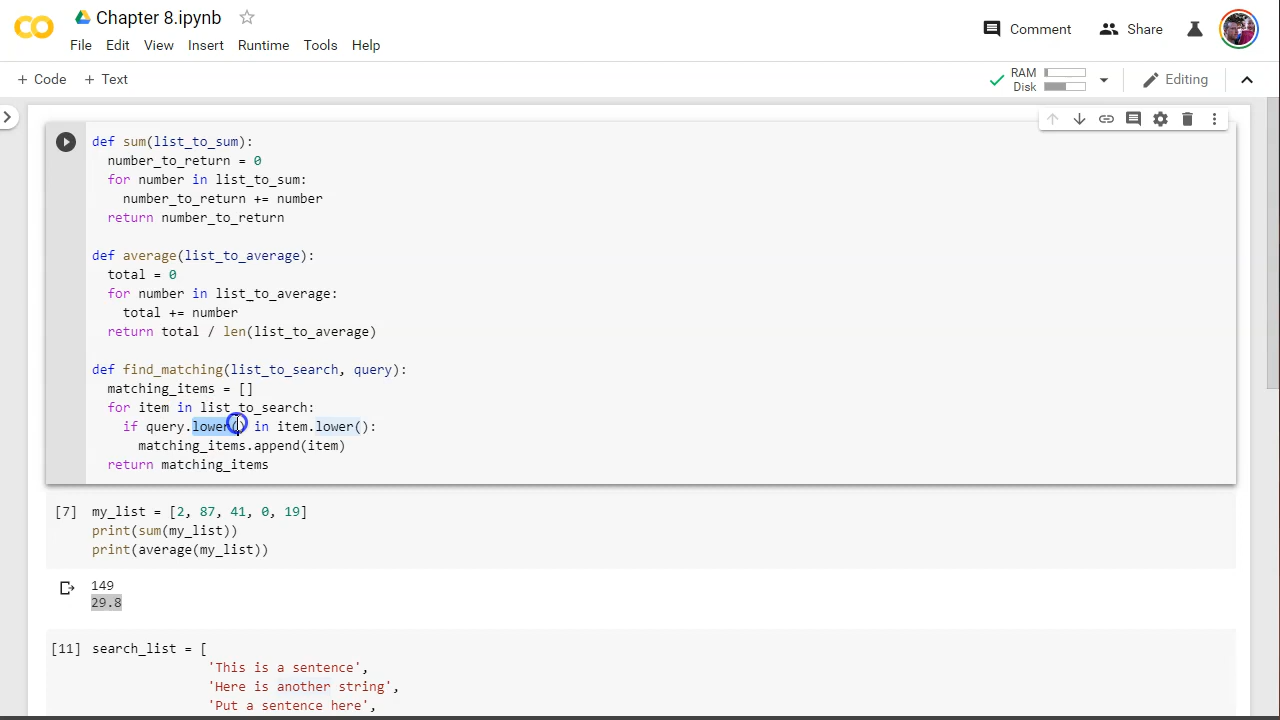 Chapter 8.ipynb
File Edit View Insert Runtime Tools Help
Comment
Share
+ Code + Text
RAM
Disk
Editing
def sum(list_to_sum):
number_to_return = 0
for number in list_to_sum:
number_to_return += number
return number_to_return
def average(list_to_average):
total = 0
for number in list_to_average:
total += number
return total / len(list_to_average)
def find_matching(list_to_search, query):
matching_items = []
for item in list_to_search:
if query.lower() in item.lower():
matching_items.append(item)
return matching_items
[7] my_list = [2, 87, 41, 0, 19]
print(sum(my_list))
print(average(my_list))
149
29.8
[11] search_list = [
'This is a sentence',
'Here is another string',
'Put a sentence here',